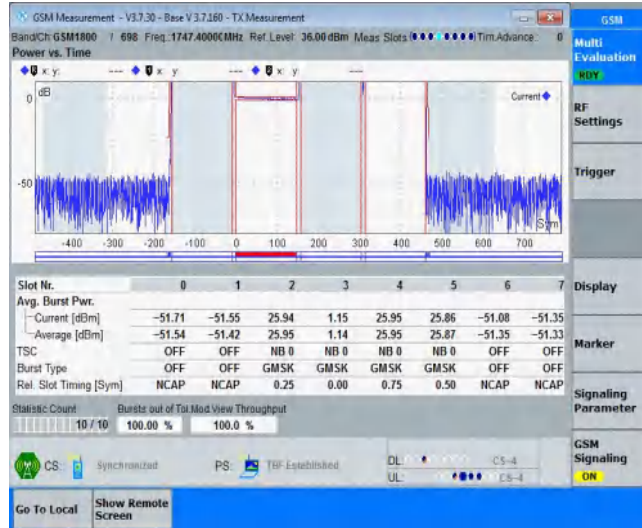 GSM Measurement - V3.7.30 - Base V 3.7.160 - TX Measurement
GSM
Band/Ch: GSM1800 / 698 Freq.:1747.4000CMHz Ref.Level: 36.00 dBm Meas Slots Tim.Advance: 0
Multi Evaluation
RDY
Power vs. Time
x: y: --- x y --- x: y ---
dB
Current
0
-50
Sym
-400 -300 -200 -100 0 100 200 300 400 500 600 700
RF Settings
Trigger
Slot Nr. 0 1 2 3 4 5 6 7
Avg. Burst Pwr.
Current [dBm] -51.71 -51.55 25.94 1.15 25.95 25.86 -51.08 -51.35
Average [dBm] -51.54 -51.42 25.95 1.14 25.95 25.87 -51.35 -51.33
TSC OFF OFF NB 0 NB 0 NB 0 NB 0 OFF OFF
Burst Type OFF OFF GMSK GMSK GMSK GMSK OFF OFF
Rel. Slot Timing [Sym] NCAP NCAP 0.25 0.00 0.75 0.50 NCAP NCAP
Display
Marker
Signaling Parameter
Statistic Count Bursts out of Tol Mod View Throughput
10 / 10 100.00 % 100.0 %
CS: Synchronized PS: TBF Established DL: CS-4
UL: CS-4
GSM Signaling
ON
Go To Local
Show Remote Screen